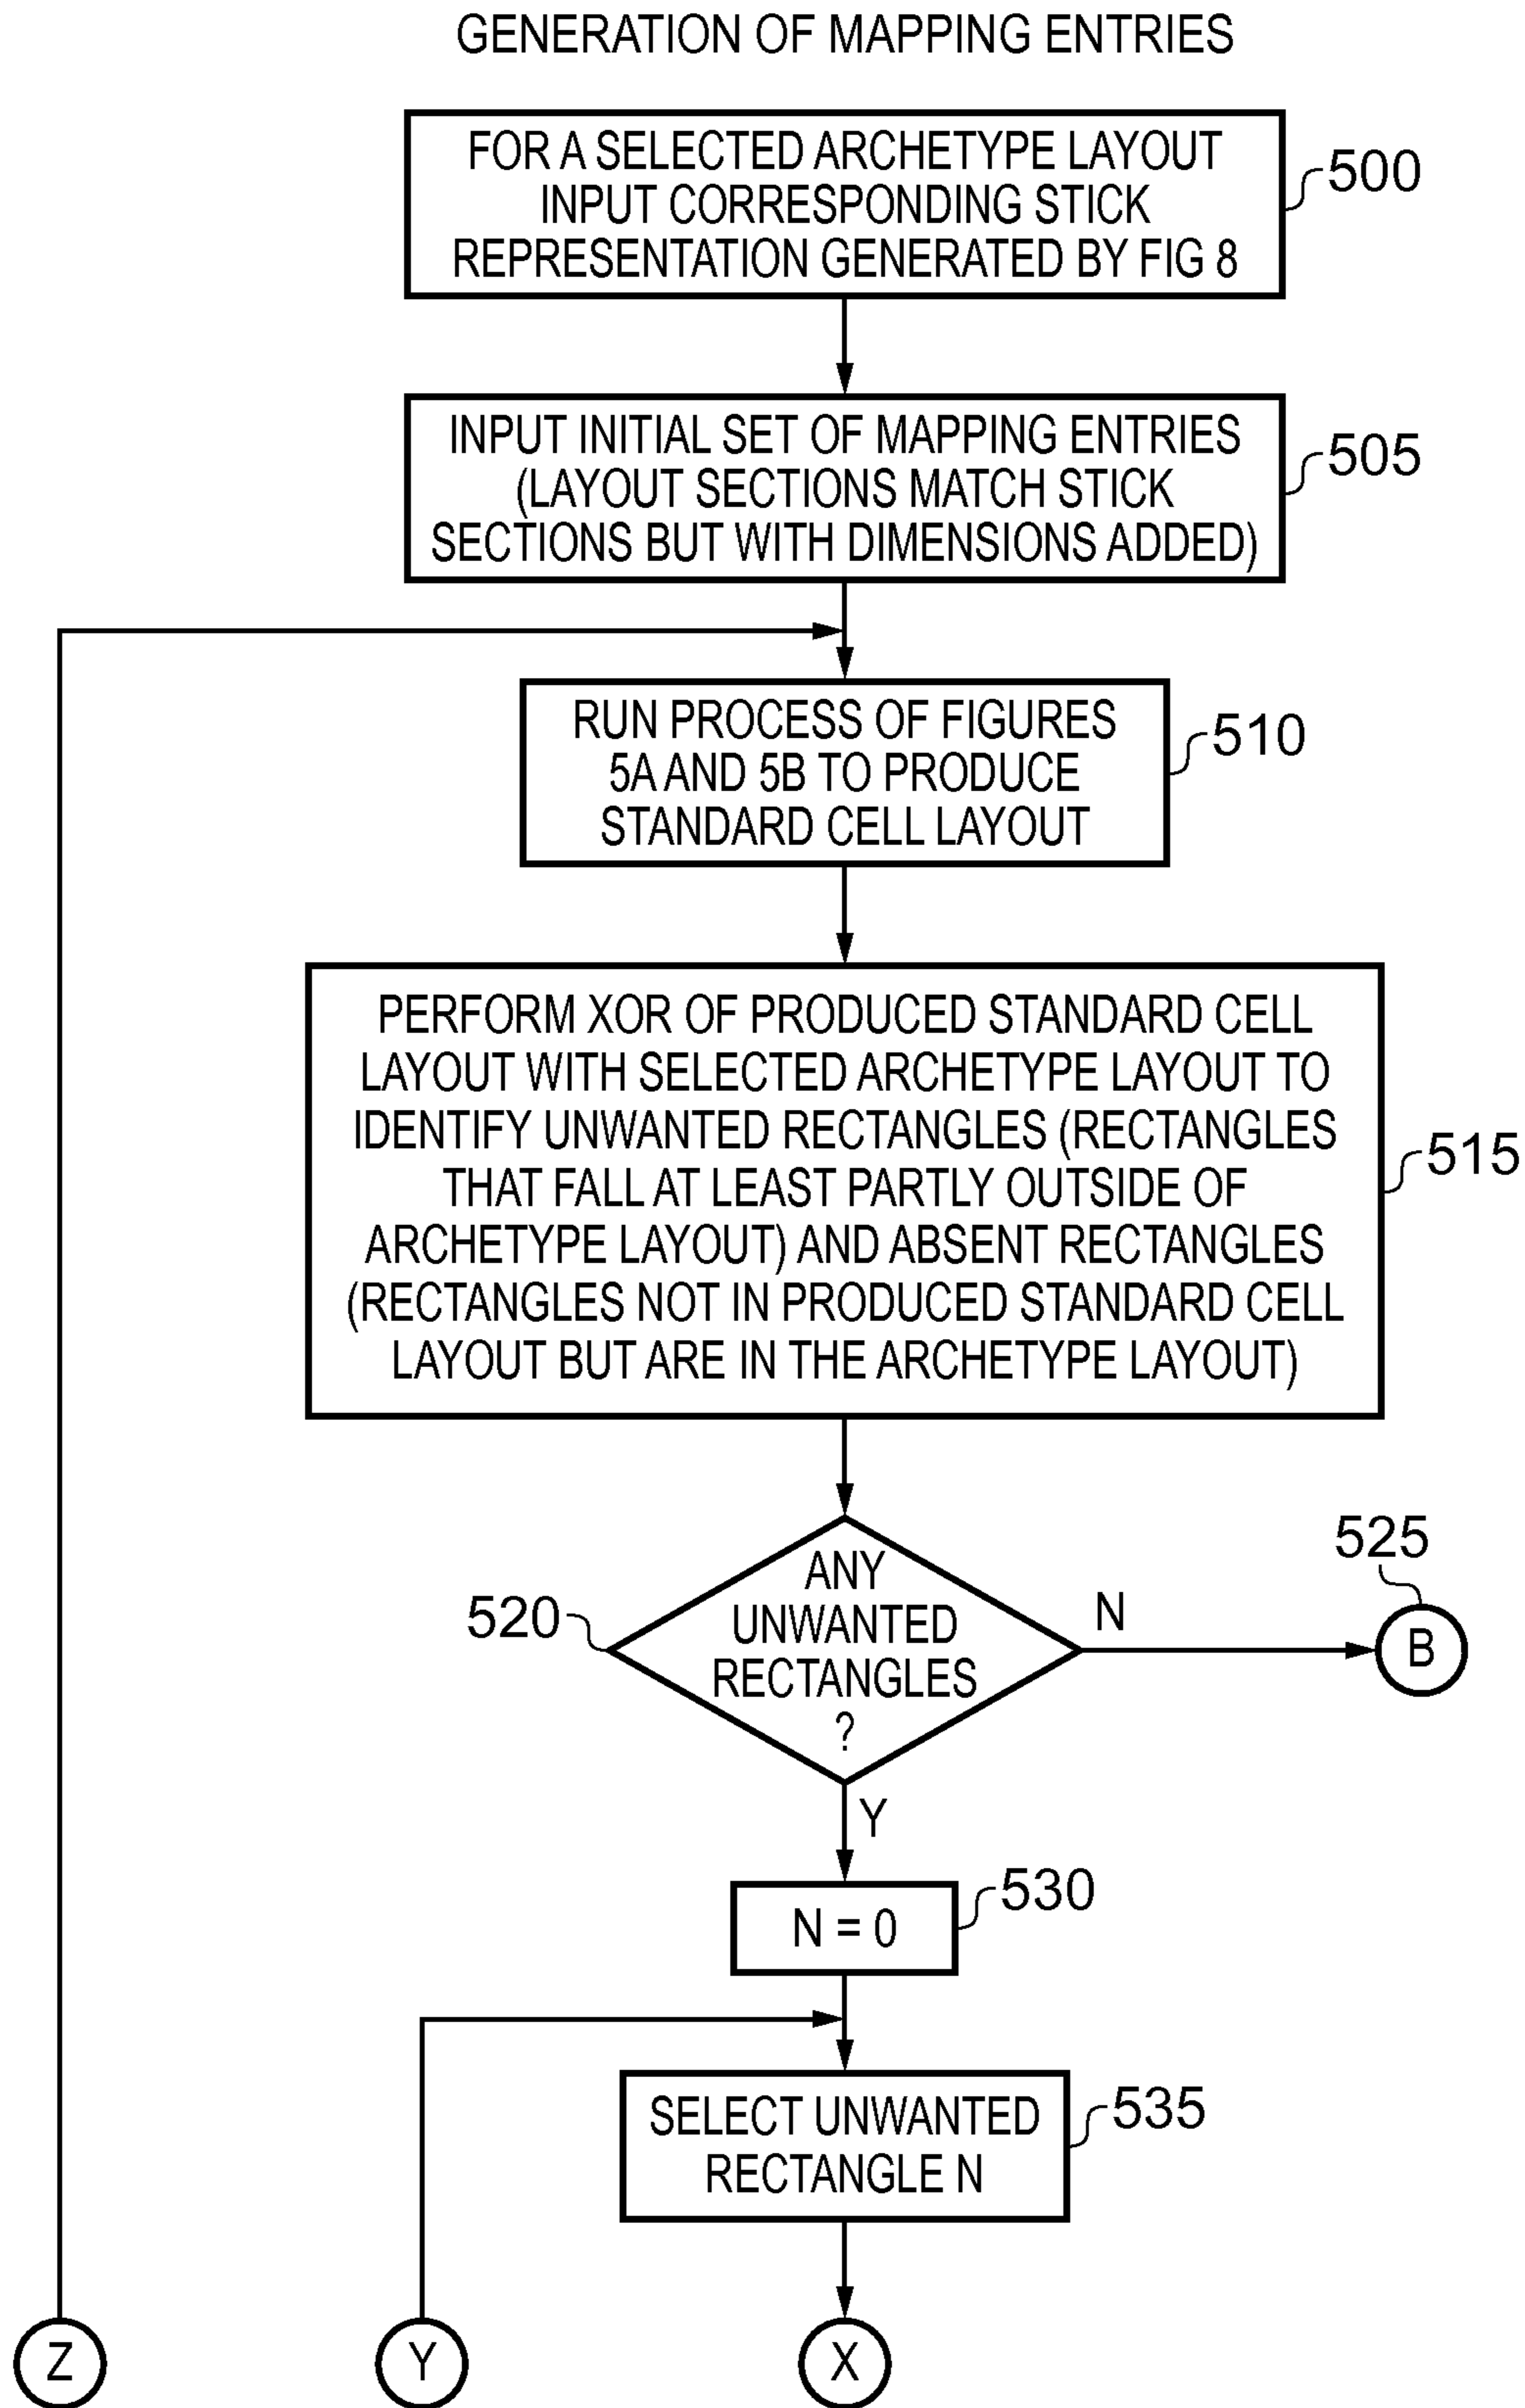 GENERATION OF MAPPING ENTRIES
FOR A SELECTED ARCHETYPE LAYOUT
INPUT CORRESPONDING STICK
REPRESENTATION GENERATED BY FIG 8
500
INPUT INITIAL SET OF MAPPING ENTRIES
(LAYOUT SECTIONS MATCH STICK
SECTIONS BUT WITH DIMENSIONS ADDED)
505
RUN PROCESS OF FIGURES
5A AND 5B TO PRODUCE
STANDARD CELL LAYOUT
510
PERFORM XOR OF PRODUCED STANDARD CELL
LAYOUT WITH SELECTED ARCHETYPE LAYOUT TO
IDENTIFY UNWANTED RECTANGLES (RECTANGLES
THAT FALL AT LEAST PARTLY OUTSIDE OF
ARCHETYPE LAYOUT) AND ABSENT RECTANGLES
(RECTANGLES NOT IN PRODUCED STANDARD CELL
LAYOUT BUT ARE IN THE ARCHETYPE LAYOUT)
515
ANY
UNWANTED
RECTANGLES
?
520
N
525
B
Y
N = 0
530
SELECT UNWANTED
RECTANGLE N
535
Z
Y
X